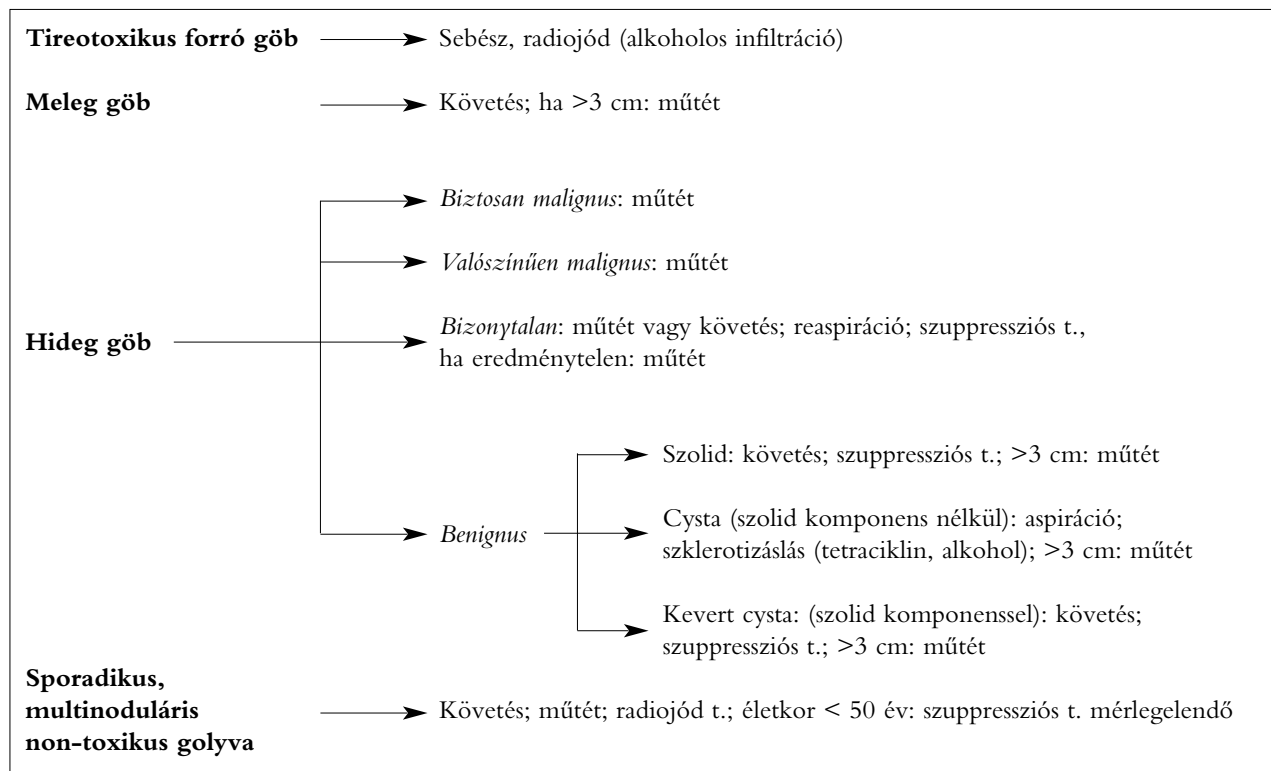 Tireotoxikus forró göb
Sebész, radiojód (alkoholos infiltráció)
Meleg göb
Követés; ha >3 cm: műtét
Hideg göb
Biztosan malignus: műtét
Valószínűen malignus: műtét
Bizonytalan: műtét vagy követés; reaspiráció; szuppressziós t.,
ha eredménytelen: műtét
Benignus
Szolid: követés; szuppressziós t.; >3 cm: műtét
Cysta (szolid komponens nélkül): aspiráció;
szklerotizáslás (tetraciklin, alkohol); >3 cm: műtét
Kevert cysta: (szolid komponenssel): követés;
szuppressziós t.; >3 cm: műtét
Sporadikus,
multinoduláris
non-toxikus golyva
Követés; műtét; radiojód t.; életkor < 50 év: szuppressziós t. mérlegelendő